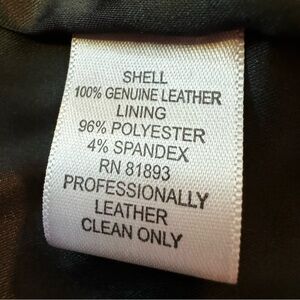 SHELL
100% GENUINE LEATHER
LINING
96% POLYESTER
4% SPANDEX
RN 81893
PROFESSIONALLY
LEATHER
CLEAN ONLY